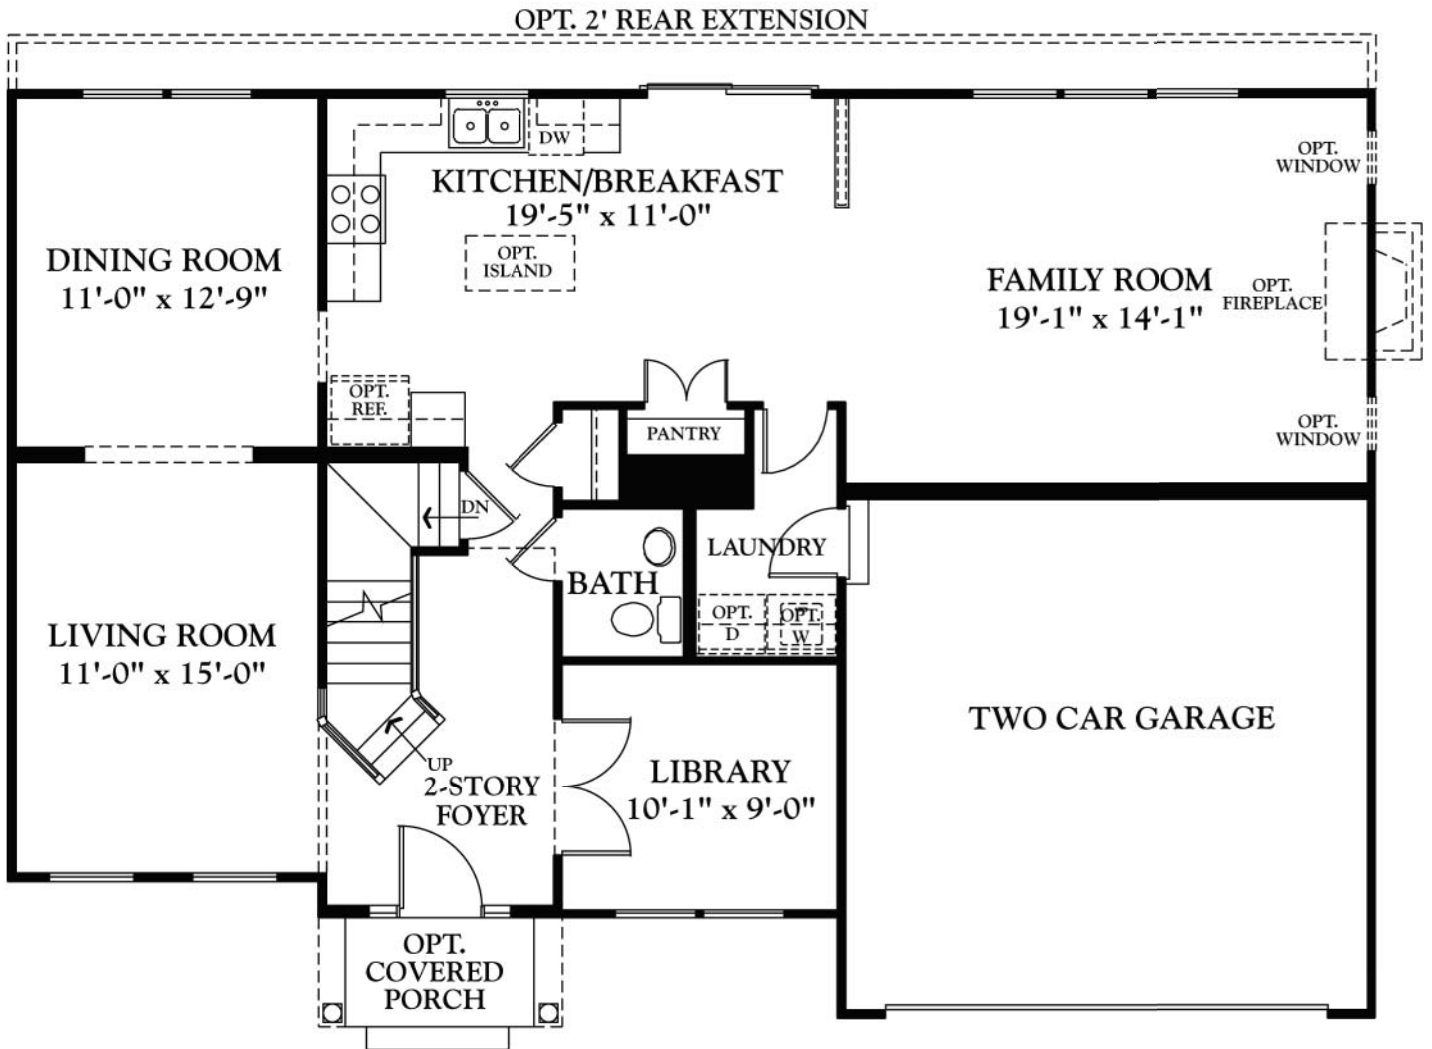 OPT. 2' REAR EXTENSION
DW
KITCHEN/BREAKFAST
19'-5" x 11'-0"
OPT.
ISLAND
OPT.
WINDOW
DINING ROOM
11'-0" x 12'-9"
FAMILY ROOM
19'-1" x 14'-1"
OPT.
FIREPLACE
OPT.
REF.
PANTRY
OPT.
WINDOW
DN
LAUNDRY
BATH
OPT.
D
OPT.
W
LIVING ROOM
11'-0" x 15'-0"
TWO CAR GARAGE
UP
2-STORY
FOYER
LIBRARY
10'-1" x 9'-0"
OPT.
COVERED
PORCH